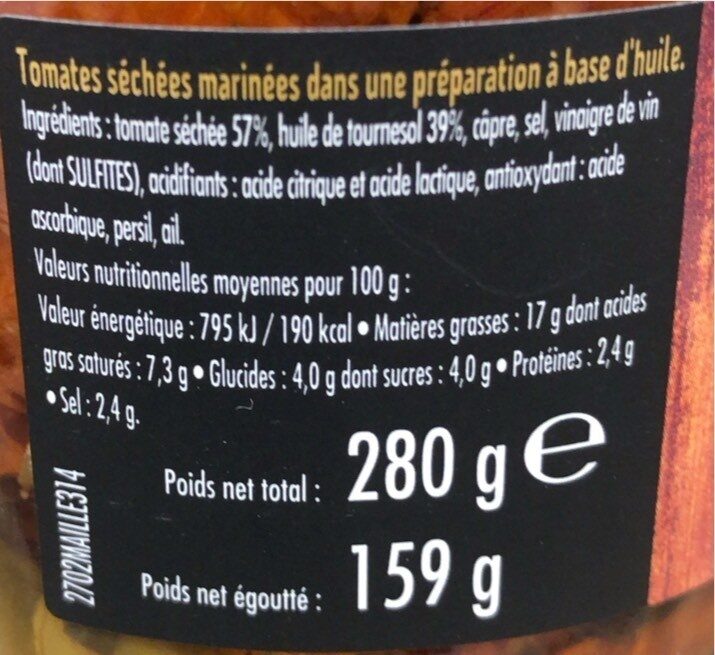 Tomates séchées marinées dans une préparation à base d'huile.
Ingrédients : tomate séchée 57%, huile de tournesol 39%, câpre, sel, vinaigre de vin
(dont SULFITES), acidifiants : acide citrique et acide lactique, antioxydant : acide
ascorbique, persil, ail.
Valeurs nutritionnelles moyennes pour 100 g :
Valeur énergétique : 795 kJ / 190 kcal • Matières grasses : 17 g dont acides
gras saturés : 7,3 g • Glucides : 4,0 g dont sucres : 4,0 g • Protéines : 2,4 g
• Sel : 2,4 g.
Poids net total : 280 g e
Poids net égoutté : 159 g
2702MAILLE314